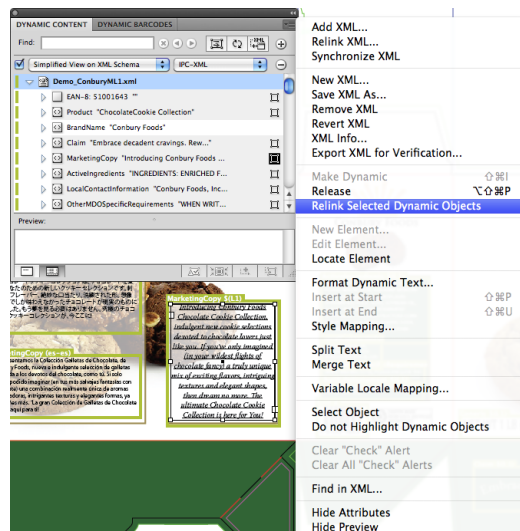 DYNAMIC CONTENT
DYNAMIC BARCODES
Find:
XML
Simplified View on XML Schema
IPC-XML
Demo_ConburyML1.xml
EAN-8: 51001643 ""
Product "ChocolateCookie Collection"
BrandName "Conbury Foods"
Claim "Embrace decadent cravings. Rew..."
MarketingCopy "Introducing Conbury Foods ...
ActiveIngredients "INGREDIENTS: ENRICHED F...
LocalContactInformation "Conbury Foods, Inc...
OtherMDOSpecificRequirements "WHEN WRIT...
Preview:
MarketingCopy $(L1)
Introducing Conbury Foods
Chocolate Cookie Collection,
indulgent new cookie selections
devoted to chocolate lovers just
like you. If you've only imagined
(in your wildest flights of
chocolate fancy) a truly unique
mix of exciting flavors, intriguing
textures and elegant shapes,
then dream no more. The
ultimate Chocolate Cookie
Collection is here for You!
tingCopy (es-es)
Add XML...
Relink XML...
Synchronize XML
New XML...
Save XML As...
Remove XML
Revert XML
XML Info...
Export XML for Verification...
Make Dynamic ⇧⌘I
Release ⌥⇧⌘P
Relink Selected Dynamic Objects
New Element...
Edit Element...
Locate Element
Format Dynamic Text...
Insert at Start ⇧⌘P
Insert at End ⇧⌘U
Style Mapping...
Split Text
Merge Text
Variable Locale Mapping...
Select Object
Do not Highlight Dynamic Objects
Clear "Check" Alert
Clear All "Check" Alerts
Find in XML...
Hide Attributes
Hide Preview